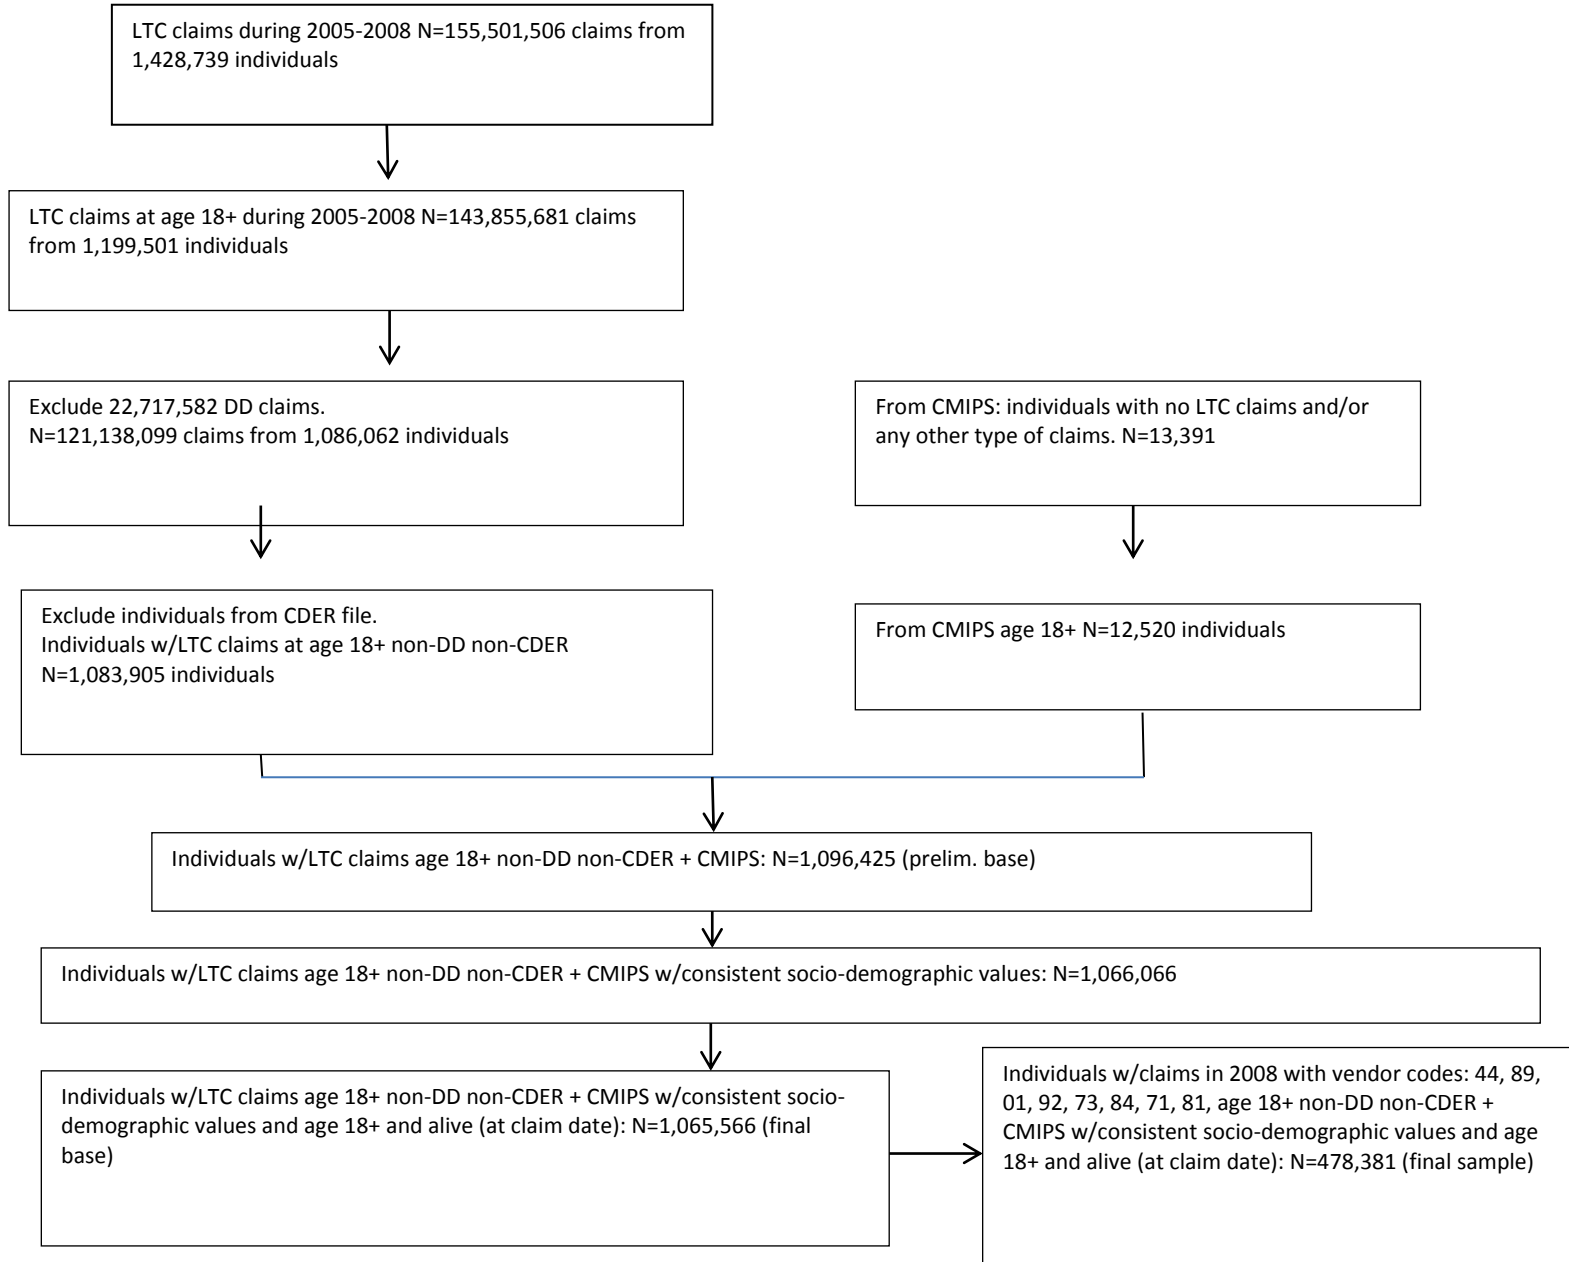 LTC claims during 2005-2008 N=155,501,506 claims from
1,428,739 individuals
LTC claims at age 18+ during 2005-2008 N=143,855,681 claims
from 1,199,501 individuals
Exclude 22,717,582 DD claims.
N=121,138,099 claims from 1,086,062 individuals
From CMIPS: individuals with no LTC claims and/or
any other type of claims. N=13,391
Exclude individuals from CDER file.
Individuals w/LTC claims at age 18+ non-DD non-CDER
N=1,083,905 individuals
From CMIPS age 18+ N=12,520 individuals
Individuals w/LTC claims age 18+ non-DD non-CDER + CMIPS: N=1,096,425 (prelim. base)
Individuals w/LTC claims age 18+ non-DD non-CDER + CMIPS w/consistent socio-demographic values: N=1,066,066
Individuals w/LTC claims age 18+ non-DD non-CDER + CMIPS w/consistent socio-
demographic values and age 18+ and alive (at claim date): N=1,065,566 (final
base)
Individuals w/claims in 2008 with vendor codes: 44, 89,
01, 92, 73, 84, 71, 81, age 18+ non-DD non-CDER +
CMIPS w/consistent socio-demographic values and age
18+ and alive (at claim date): N=478,381 (final sample)